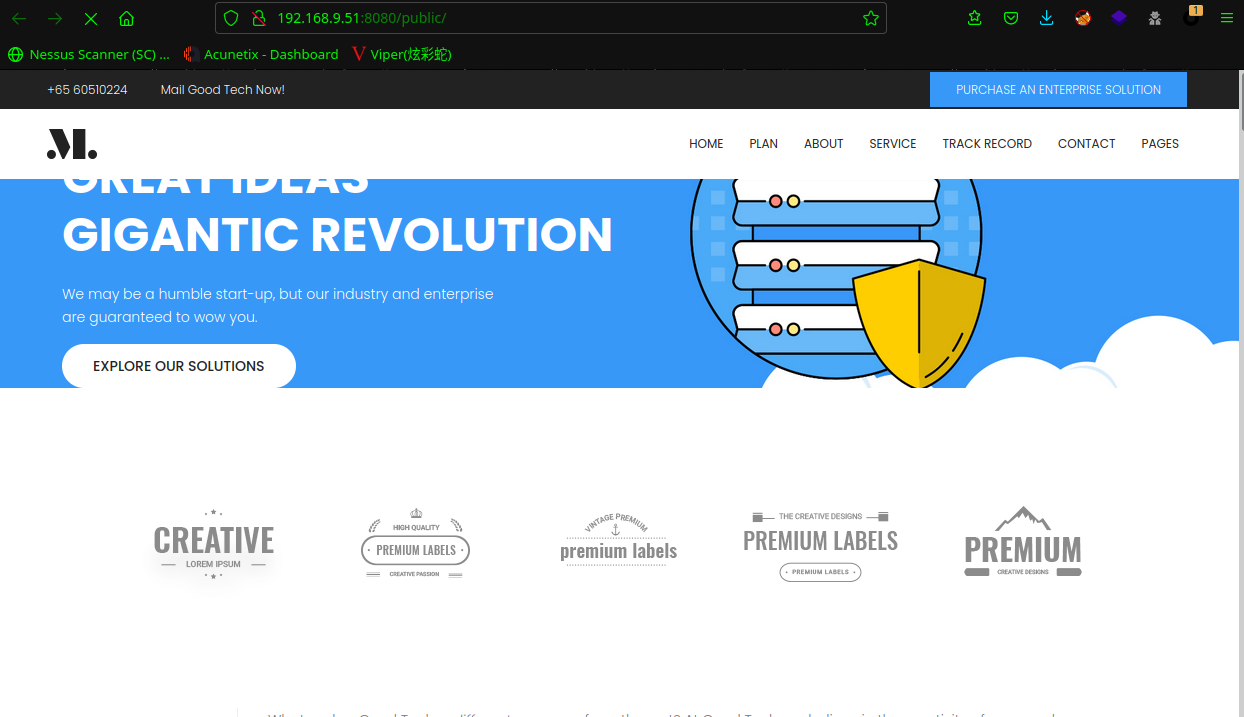 192.168.9.51:8080/public/
1
Nessus Scanner (SC) ...
Acunetix - Dashboard
Viper(炫彩蛇)
+65 60510224
Mail Good Tech Now!
PURCHASE AN ENTERPRISE SOLUTION
M.
HOME
PLAN
ABOUT
SERVICE
TRACK RECORD
CONTACT
PAGES
GREAT IDEAS
GIGANTIC REVOLUTION
We may be a humble start-up, but our industry and enterprise
are guaranteed to wow you.
EXPLORE OUR SOLUTIONS
CREATIVE
LOREM IPSUM
HIGH QUALITY
PREMIUM LABELS
CREATIVE PASSION
VINTAGE PREMIUM
premium labels
THE CREATIVE DESIGNS
PREMIUM LABELS
PREMIUM LABELS
PREMIUM
CREATIVE DESIGNS